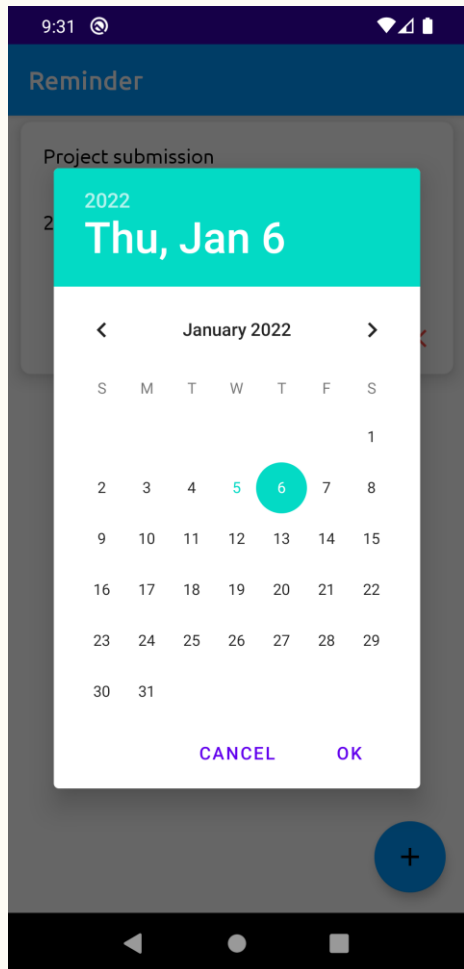 9:31
Reminder
Project submission
2
2022
Thu, Jan 6
January 2022
S M T W T F S
1
2 3 4 5 6 7 8
9 10 11 12 13 14 15
16 17 18 19 20 21 22
23 24 25 26 27 28 29
30 31
CANCEL OK